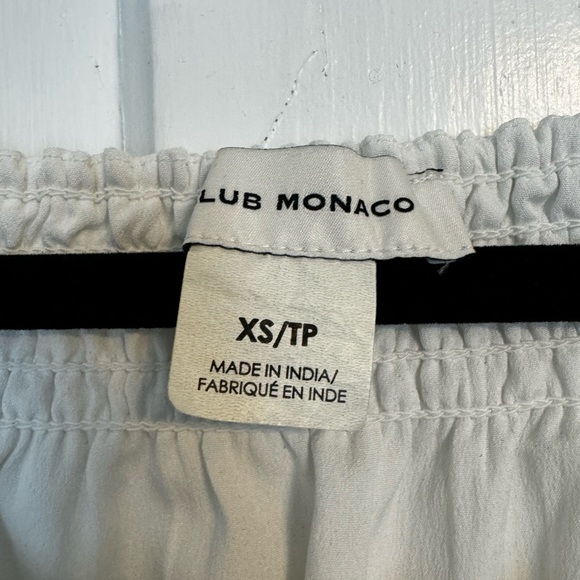 LUB MONACO
XS/TP
MADE IN INDIA/
FABRIQUÉ EN INDE